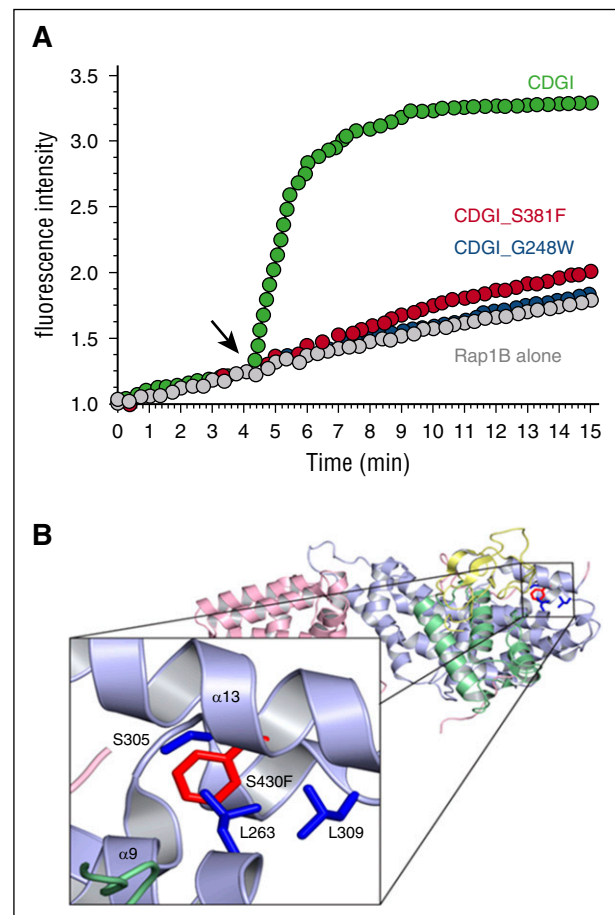 A
3.5
3.0
2.5
2.0
1.5
1.0
fluorescence intensity
CDGI
CDGI_S381F
CDGI_G248W
Rap1B alone
0 1 2 3 4 5 6 7 8 9 10 11 12 13 14 15
Time (min)
B
α13
S305
S430F
L263
L309
α9